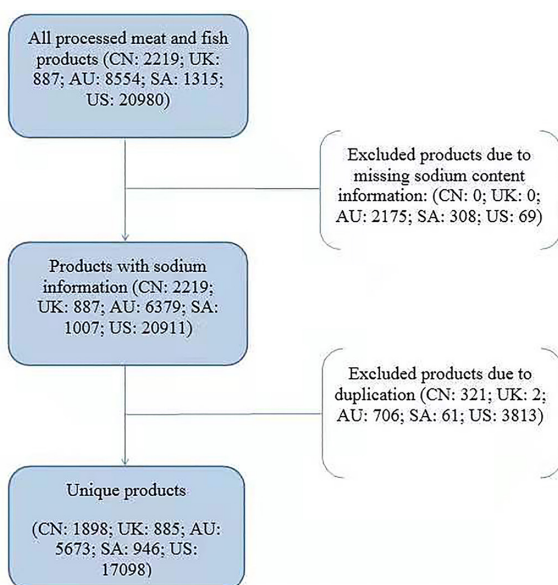 All processed meat and fish
products (CN: 2219; UK:
887; AU: 8554; SA: 1315;
US: 20980)
Excluded products due to
missing sodium content
information: (CN: 0; UK: 0;
AU: 2175; SA: 308; US: 69)
Products with sodium
information (CN: 2219;
UK: 887; AU: 6379; SA:
1007; US: 20911)
Excluded products due to
duplication (CN: 321; UK: 2;
AU: 706; SA: 61; US: 3813)
Unique products
(CN: 1898; UK: 885; AU:
5673; SA: 946; US:
17098)